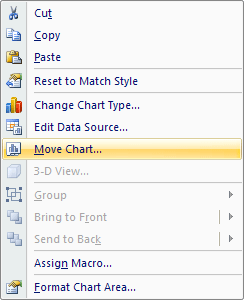 Cut
Copy
Paste
Reset to Match Style
Change Chart Type...
Edit Data Source...
Move Chart...
3-D View...
Group
Bring to Front
Send to Back
Assign Macro...
Format Chart Area...